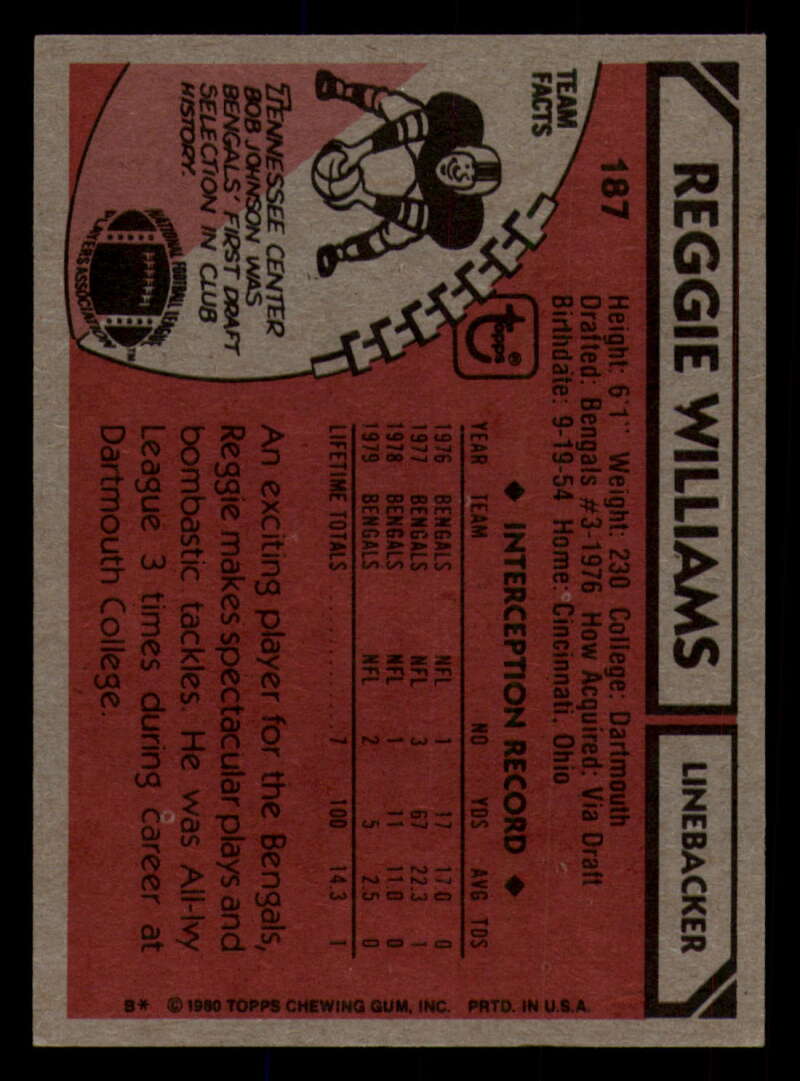 REGGIE WILLIAMS
LINEBACKER
187
Height: 6'1" Weight: 230 College: Dartmouth
Drafted: Bengals #3-1976 How Acquired: Via Draft
Birthdate: 9-19-54 Home: Cincinnati, Ohio
TEAM
FACTS
topps®
◆ INTERCEPTION RECORD ◆
YEAR TEAM NO YDS AVG TDS
1976 BENGALS NFL 1 17 17.0 0
1977 BENGALS NFL 3 67 22.3 1
1978 BENGALS NFL 1 11 11.0 0
1979 BENGALS NFL 2 5 2.5 0
LIFETIME TOTALS .......... 7 100 14.3 1
TENNESSEE CENTER
BOB JOHNSON WAS
BENGALS' FIRST DRAFT
SELECTION IN CLUB
HISTORY.
NATIONAL FOOTBALL LEAGUE
PLAYERS ASSOCIATION™
An exciting player for the Bengals,
Reggie makes spectacular plays and
bombastic tackles. He was All-Ivy
League 3 times during career at
Dartmouth College.
B* © 1980 TOPPS CHEWING GUM, INC. PRTD. IN U.S.A.